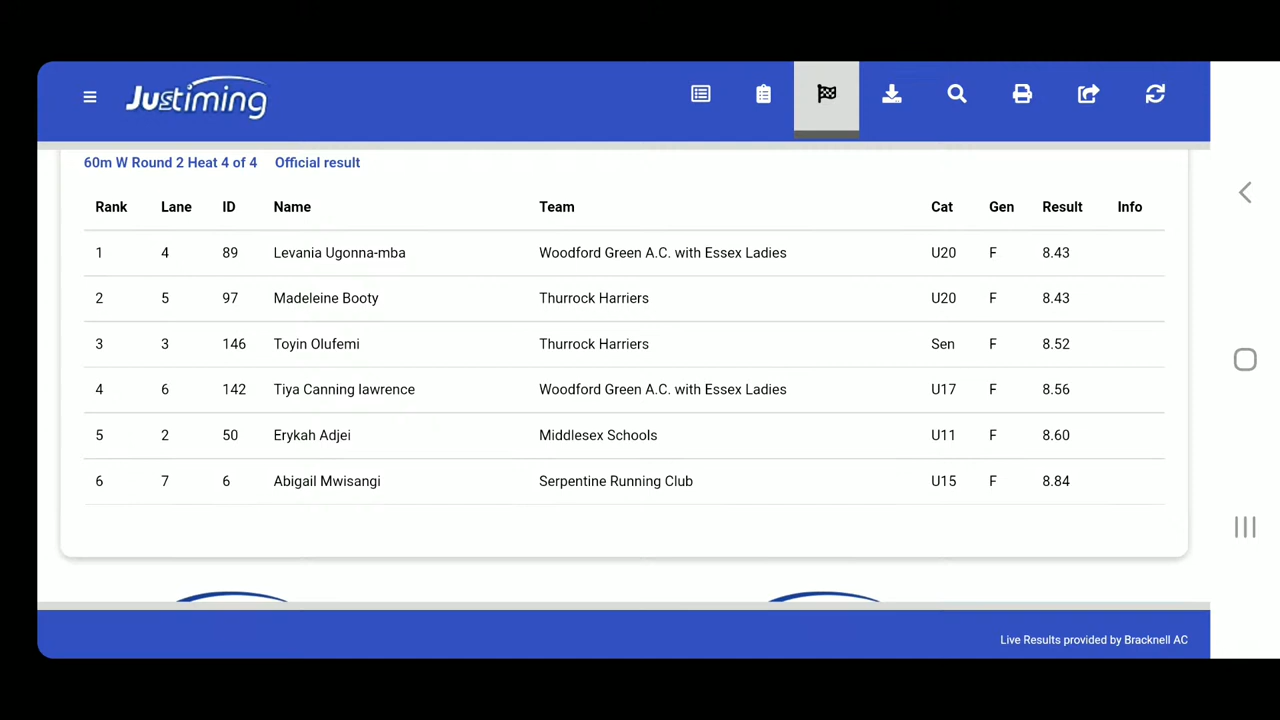 Justiming
60m W Round 2 Heat 4 of 4 Official result
Rank Lane ID Name Team Cat Gen Result Info
1 4 89 Levania Ugonna-mba Woodford Green A.C. with Essex Ladies U20 F 8.43
2 5 97 Madeleine Booty Thurrock Harriers U20 F 8.43
3 3 146 Toyin Olufemi Thurrock Harriers Sen F 8.52
4 6 142 Tiya Canning lawrence Woodford Green A.C. with Essex Ladies U17 F 8.56
5 2 50 Erykah Adjei Middlesex Schools U11 F 8.60
6 7 6 Abigail Mwisangi Serpentine Running Club U15 F 8.84
Live Results provided by Bracknell AC